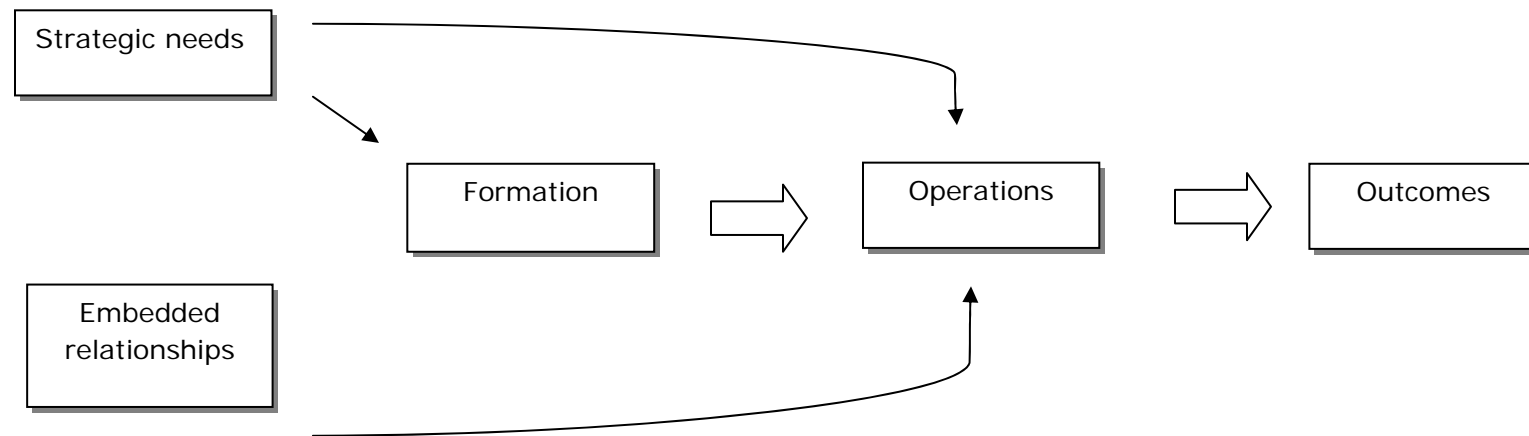 Strategic needs
Formation
Operations
Outcomes
Embedded
relationships